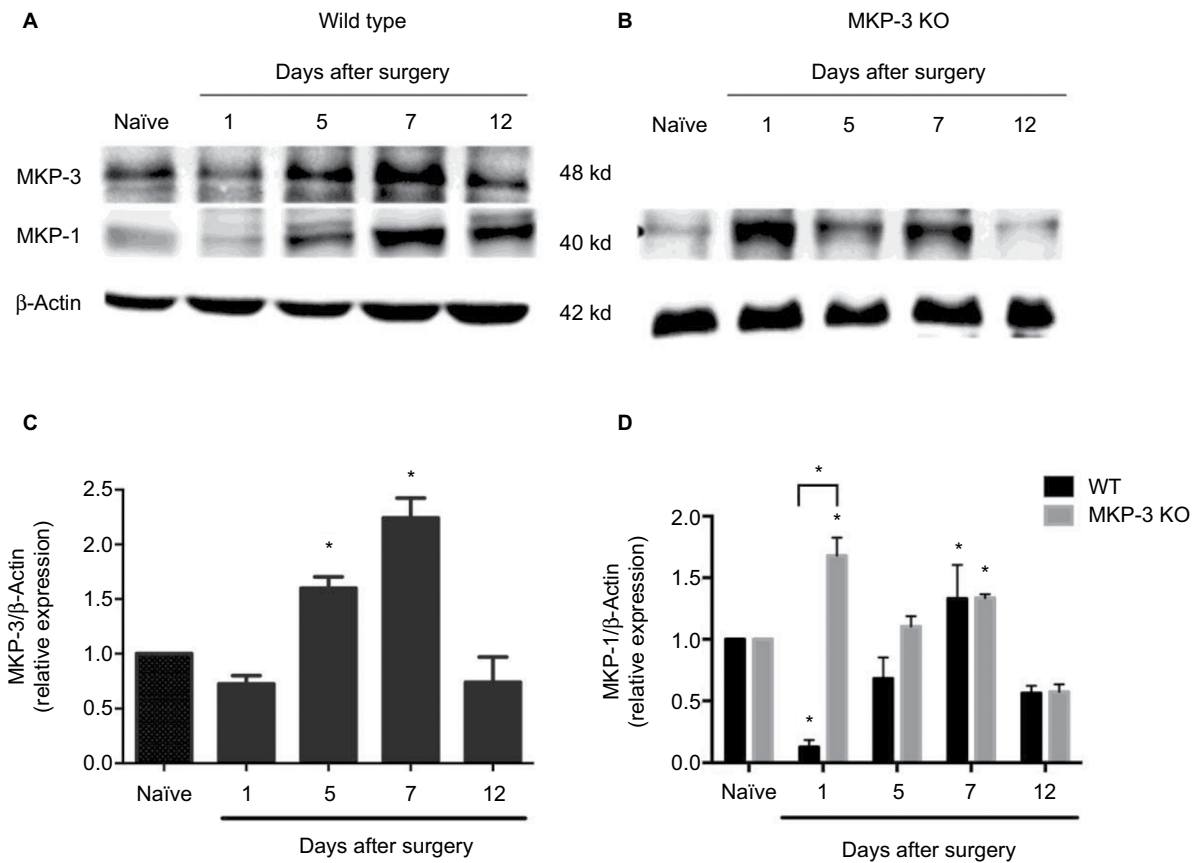 A
Wild type
Days after surgery
Naïve 1 5 7 12
MKP-3
48 kd
MKP-1
40 kd
β-Actin
42 kd
B
MKP-3 KO
Days after surgery
Naïve 1 5 7 12
C
MKP-3/β-Actin
(relative expression)
2.5
2.0
1.5
1.0
0.5
0.0
*
*
Naïve 1 5 7 12
Days after surgery
D
MKP-1/β-Actin
(relative expression)
2.0
1.5
1.0
0.5
0.0
*
*
*
*
*
WT
MKP-3 KO
Naïve 1 5 7 12
Days after surgery